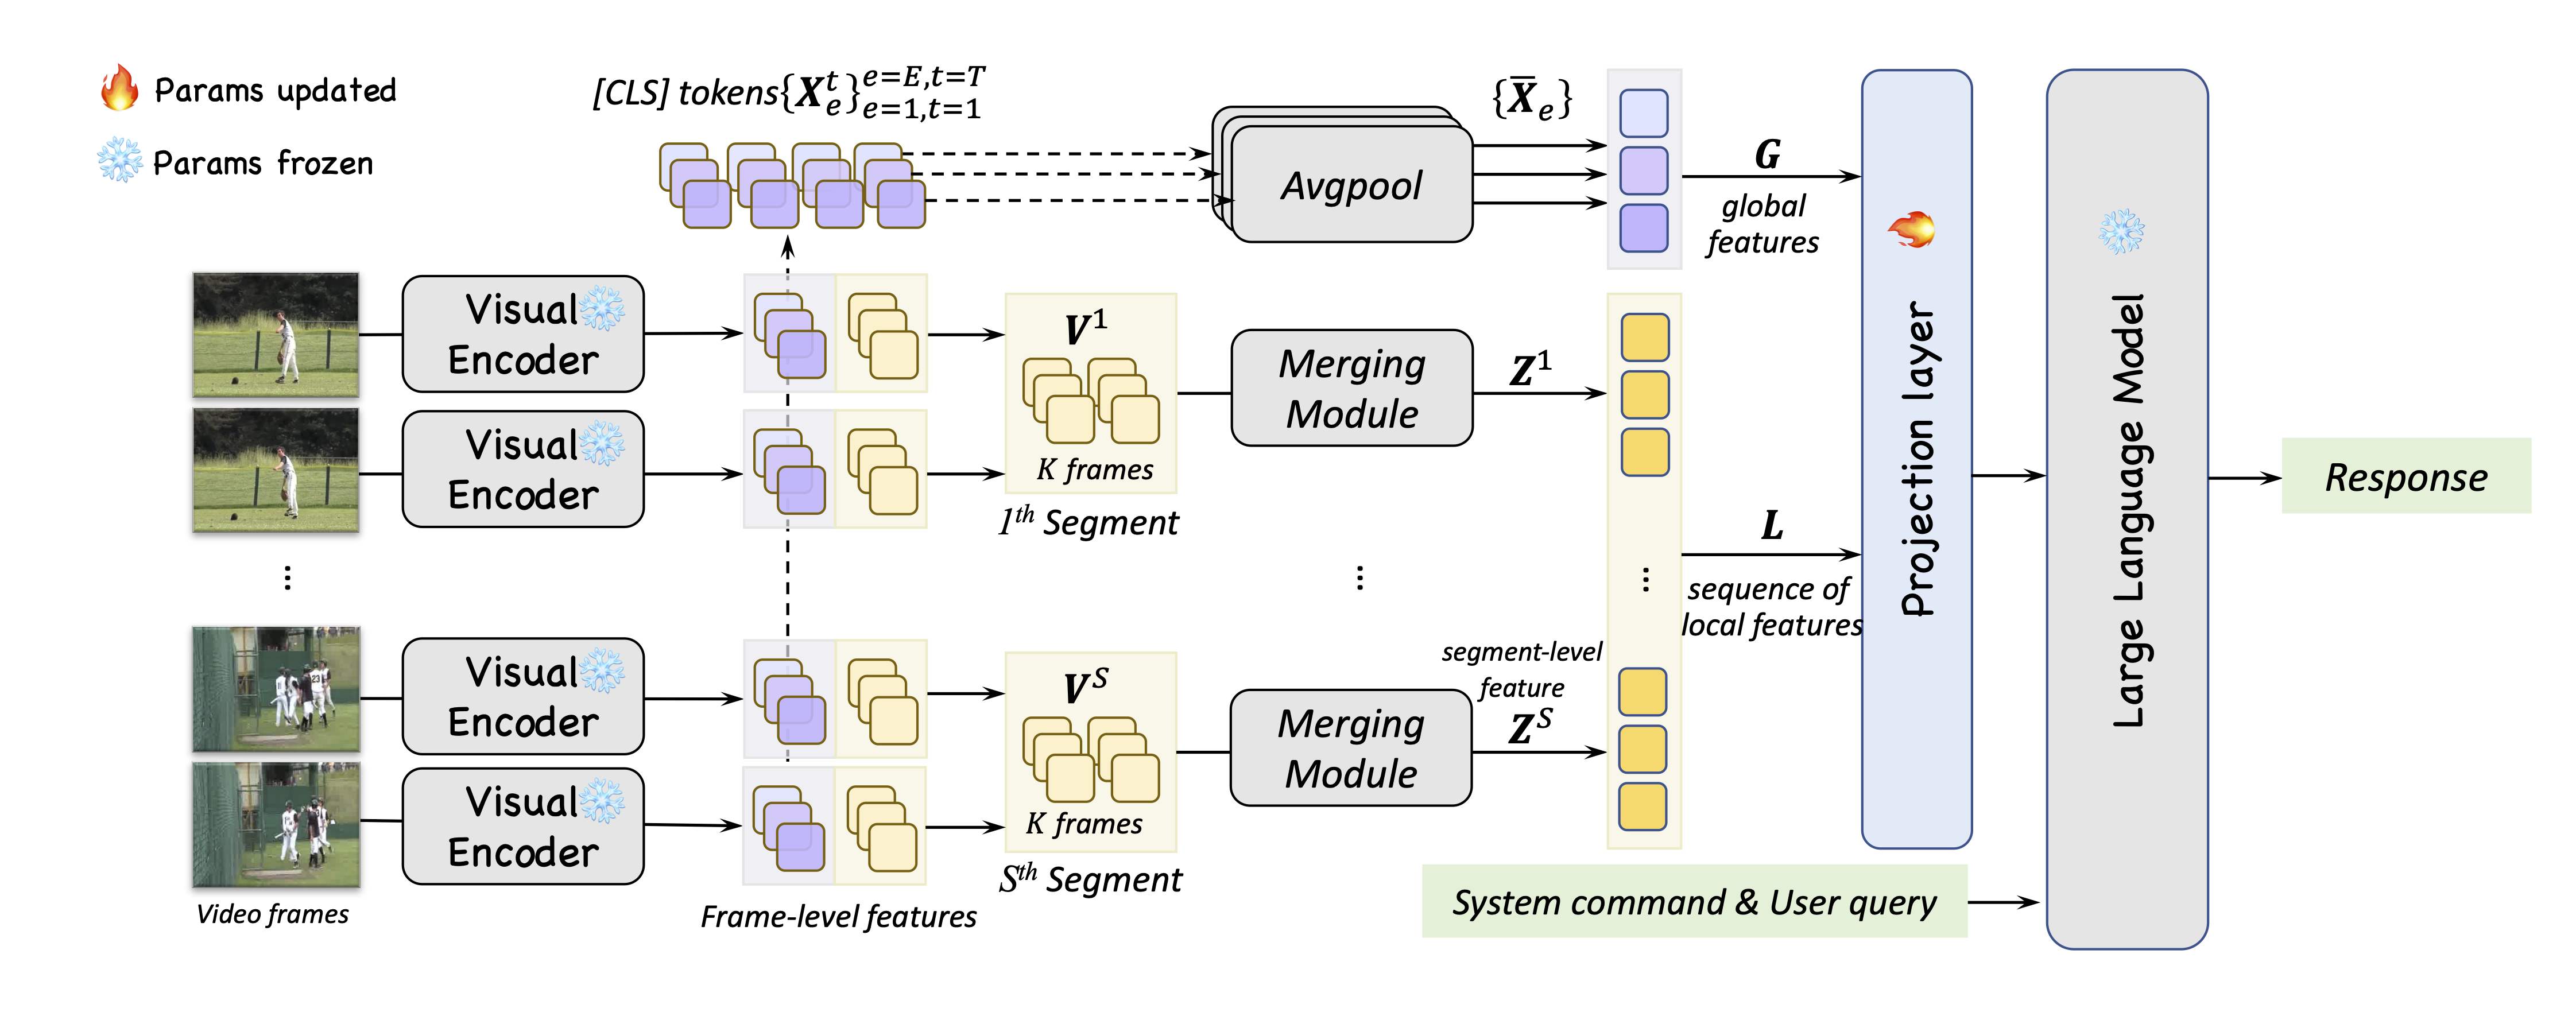 Params updated
Params frozen
[CLS] tokens{X_e^t}_{e=1,t=1}^{e=E,t=T}
Avgpool
{X̄_e}
G
global
features
Visual
Encoder
Visual
Encoder
V^1
K frames
1^th Segment
Merging
Module
Z^1
⋮
⋮
⋮
L
sequence of
local features
Visual
Encoder
Visual
Encoder
V^S
K frames
S^th Segment
Merging
Module
segment-level
feature
Z^S
Projection layer
Large Language Model
Response
Video frames
Frame-level features
System command & User query
23